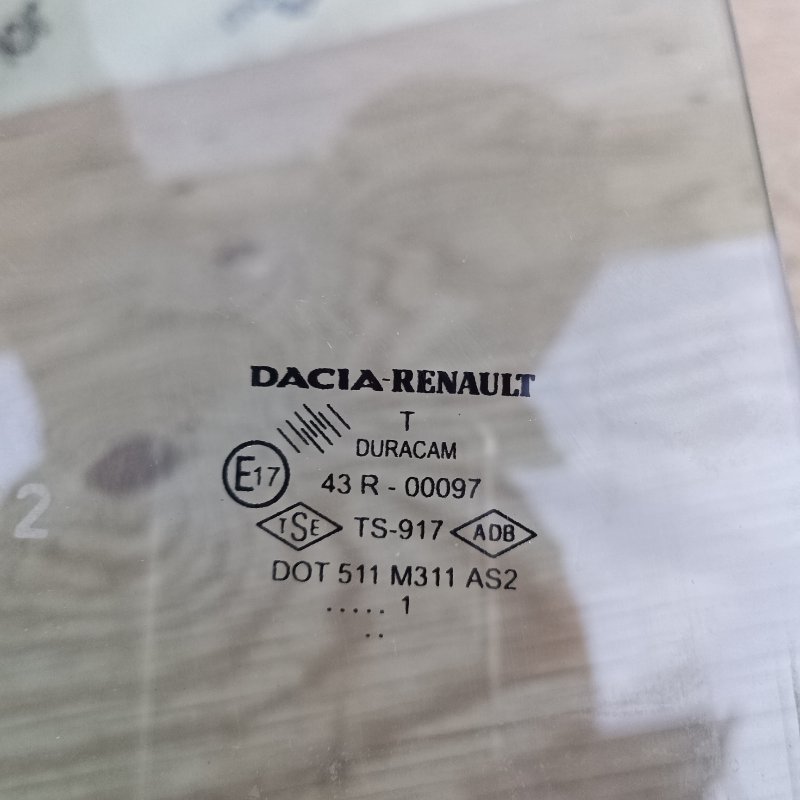 DACIA-RENAULT
T
DURACAM
E17 43 R - 00097
TSE TS-917 ADB
DOT 511 M311 AS2
..... 1
..
2